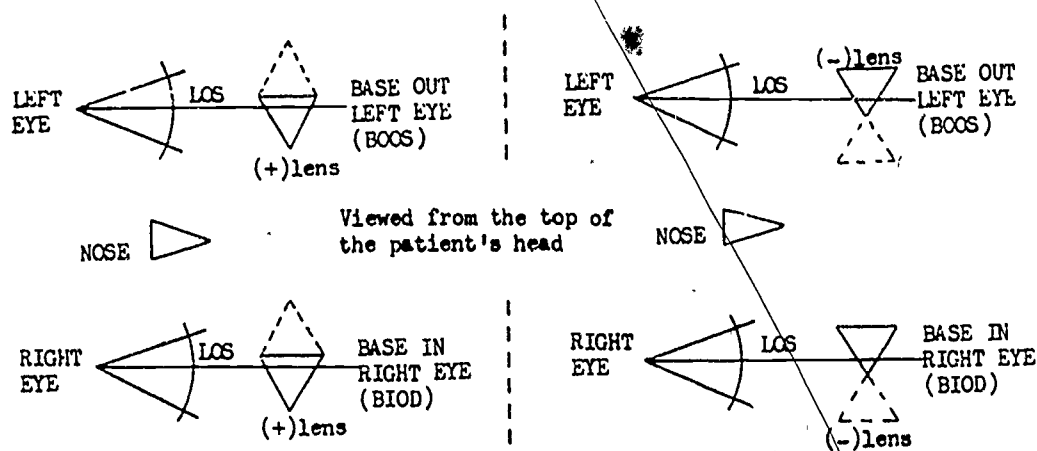 LEFT
EYE
LOS
BASE OUT
LEFT EYE
(BOOS)
(+)lens
LEFT
EYE
LOS
(-)lens
BASE OUT
LEFT EYE
(BOOS)
NOSE
Viewed from the top of
the patient's head
NOSE
RIGHT
EYE
LOS
BASE IN
RIGHT EYE
(BIOD)
(+)lens
RIGHT
EYE
LOS
BASE IN
RIGHT EYE
(BIOD)
(-)lens